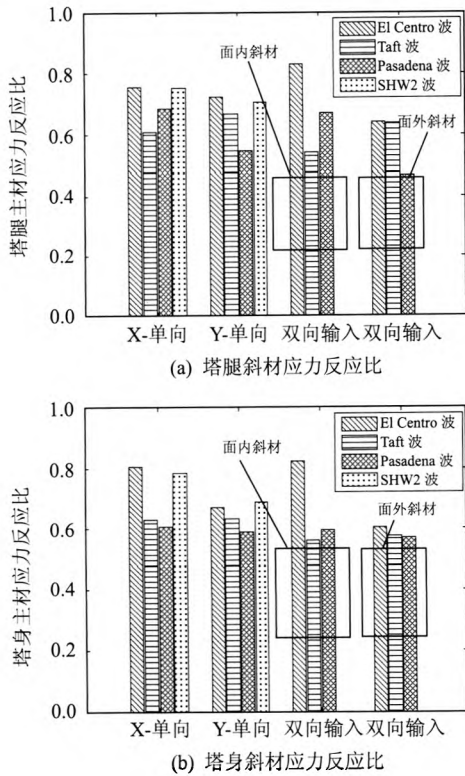 1.0
0.8
0.6
0.4
0.2
0.0
塔腿主材应力反应比
El Centro 波
Taft 波
Pasadena 波
SHW2 波
面内斜材
面外斜材
X-单向 Y-单向 双向输入 双向输入
(a) 塔腿斜材应力反应比
1.0
0.8
0.6
0.4
0.2
0.0
塔身主材应力反应比
El Centro 波
Taft 波
Pasadena 波
SHW2 波
面内斜材
面外斜材
X-单向 Y-单向 双向输入 双向输入
(b) 塔身斜材应力反应比